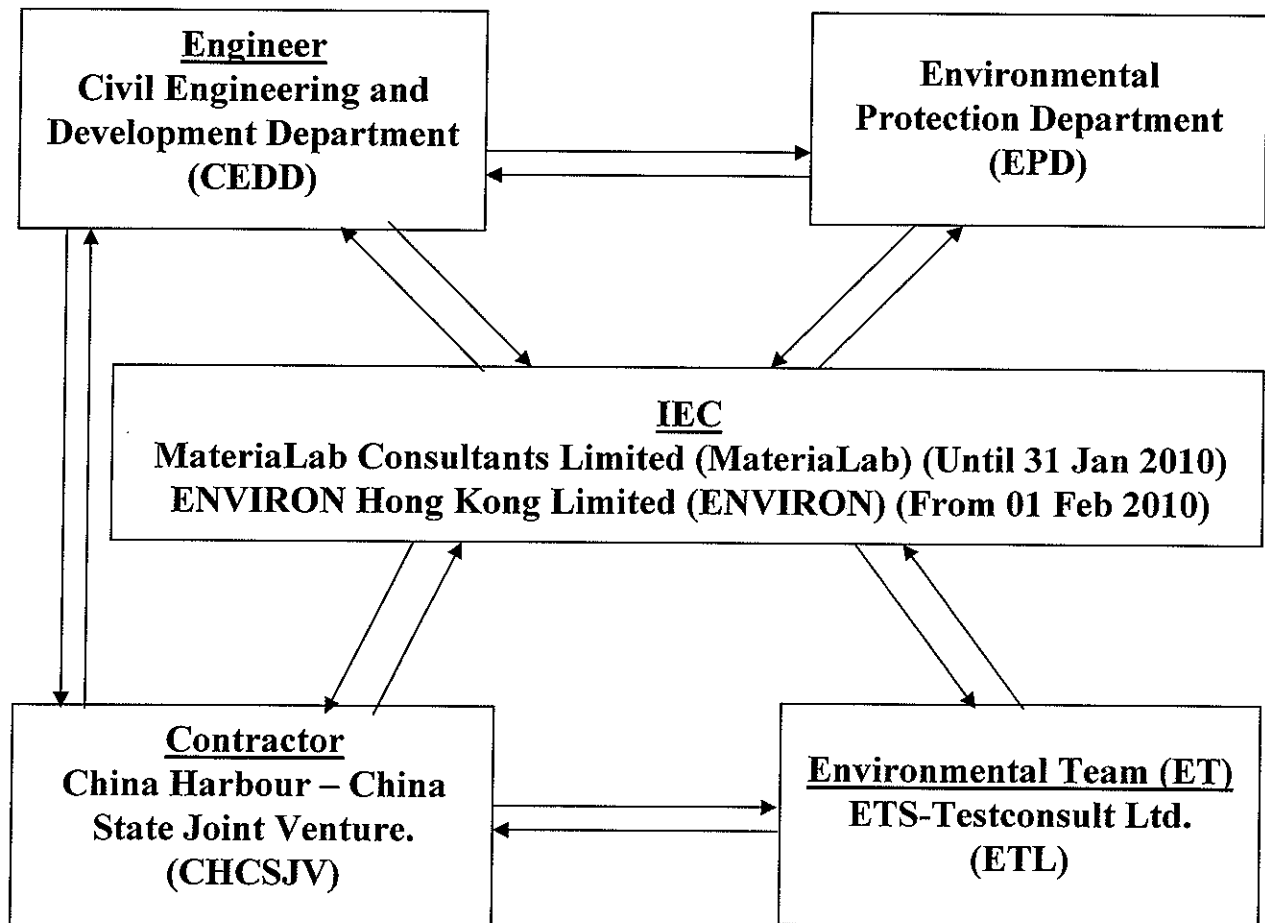 Engineer
Civil Engineering and
Development Department
(CEDD)
Environmental
Protection Department
(EPD)
IEC
MateriaLab Consultants Limited (MateriaLab) (Until 31 Jan 2010)
ENVIRON Hong Kong Limited (ENVIRON) (From 01 Feb 2010)
Contractor
China Harbour – China
State Joint Venture.
(CHCSJV)
Environmental Team (ET)
ETS-Testconsult Ltd.
(ETL)